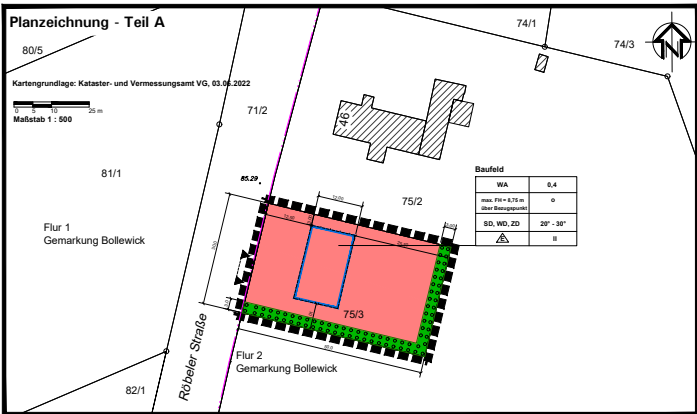 Planzeichnung - Teil A
74/1
74/3
80/5
N
Kartengrundlage: Kataster- und Vermessungsamt VG, 03.06.2022
0 5 10 25 m
Maßstab 1 : 500
71/2
46
81/1
85.29
75/2
Baufeld
WA 0,4
max. FH = 8,75 m über Bezugspunkt o
SD, WD, ZD 20° - 30°
E II
Flur 1
Gemarkung Bollewick
75/3
Röbeler Straße
Flur 2
Gemarkung Bollewick
82/1